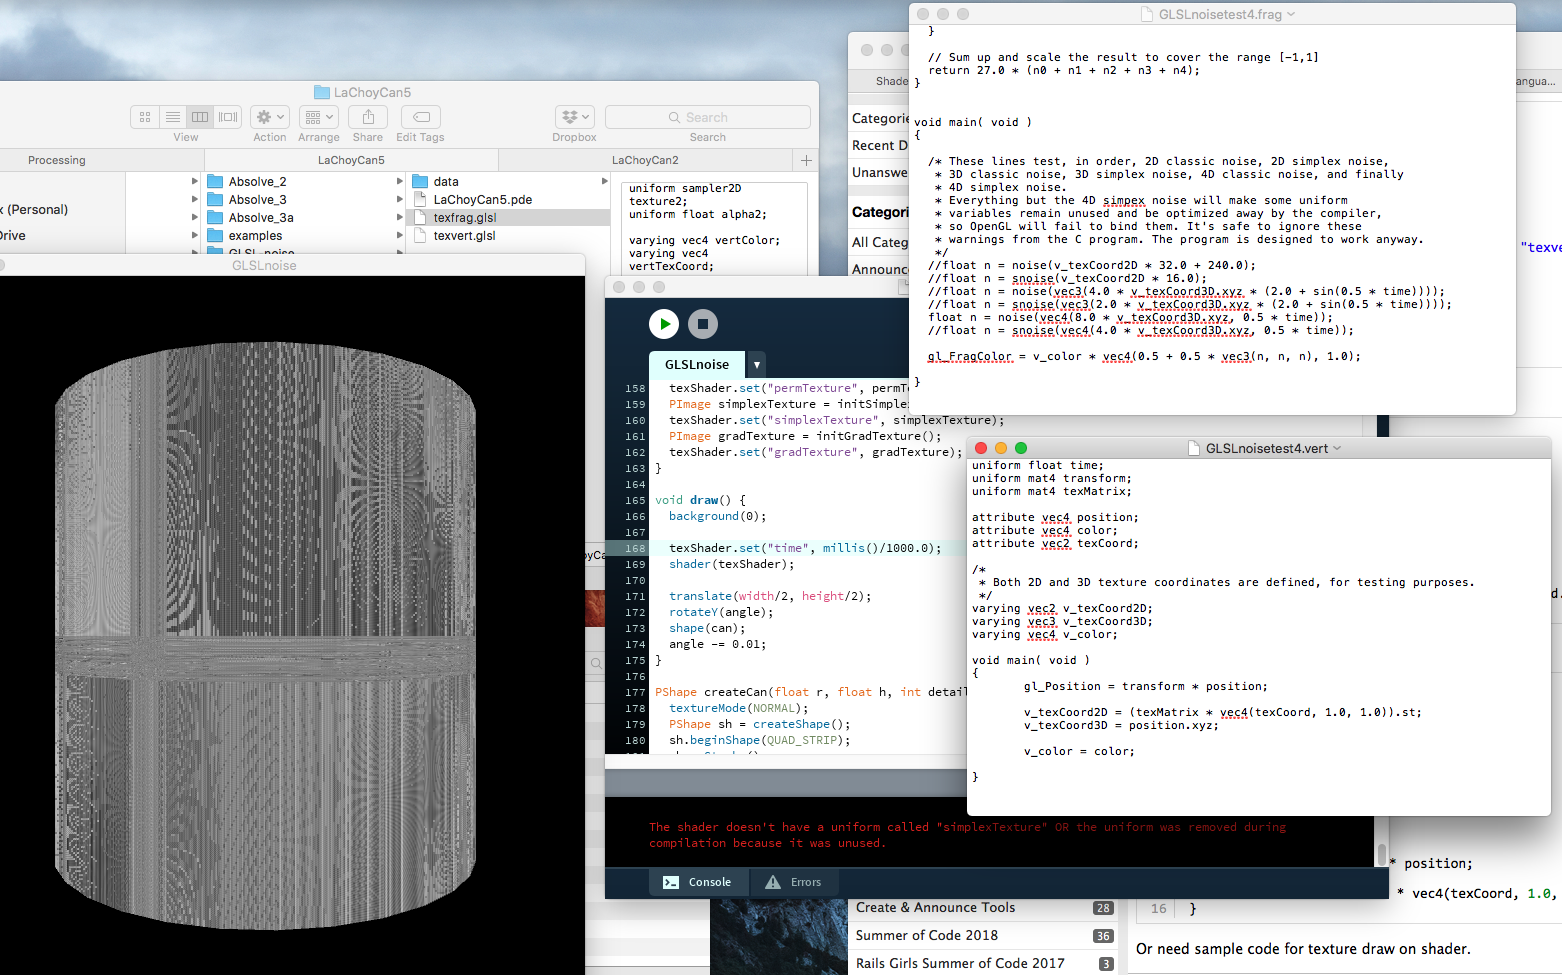 LaChoyCan5
View
Action
Arrange
Share
Edit Tags
Dropbox
Search
Search
Processing
LaChoyCan5
LaChoyCan2
x (Personal)
Drive
Absolve_2
Absolve_3
Absolve_3a
examples
GLSL-noise
data
LaChoyCan5.pde
texfrag.glsl
texvert.glsl
uniform sampler2D
texture2;
uniform float alpha2;
varying vec4 vertColor;
varying vec4
vertTexCoord;
GLSLnoise
Shade
Categorie
Recent D
Unanswe
Categori
All Categ
Announce
angua...
"texve
GLSLnoisetest4.frag
}
// Sum up and scale the result to cover the range [-1,1]
return 27.0 * (n0 + n1 + n2 + n3 + n4);
}
void main( void )
{
/* These lines test, in order, 2D classic noise, 2D simplex noise,
* 3D classic noise, 3D simplex noise, 4D classic noise, and finally
* 4D simplex noise.
* Everything but the 4D simpex noise will make some uniform
* variables remain unused and be optimized away by the compiler,
* so OpenGL will fail to bind them. It's safe to ignore these
* warnings from the C program. The program is designed to work anyway.
*/
//float n = noise(v_texCoord2D * 32.0 + 240.0);
//float n = snoise(v_texCoord2D * 16.0);
//float n = noise(vec3(4.0 * v_texCoord3D.xyz * (2.0 + sin(0.5 * time))));
//float n = snoise(vec3(2.0 * v_texCoord3D.xyz * (2.0 + sin(0.5 * time))));
float n = noise(vec4(8.0 * v_texCoord3D.xyz, 0.5 * time));
//float n = snoise(vec4(4.0 * v_texCoord3D.xyz, 0.5 * time));
gl_FragColor = v_color * vec4(0.5 + 0.5 * vec3(n, n, n), 1.0);
}
GLSLnoise
158 texShader.set("permTexture", permT
159 PImage simplexTexture = initSimple
160 texShader.set("simplexTexture", simplexTexture);
161 PImage gradTexture = initGradTexture();
162 texShader.set("gradTexture", gradTexture);
163 }
164
165 void draw() {
166 background(0);
167
168 texShader.set("time", millis()/1000.0);
169 shader(texShader);
170
171 translate(width/2, height/2);
172 rotateY(angle);
173 shape(can);
174 angle -= 0.01;
175 }
176
177 PShape createCan(float r, float h, int detail
178 textureMode(NORMAL);
179 PShape sh = createShape();
180 sh.beginShape(QUAD_STRIP);
The shader doesn't have a uniform called "simplexTexture" OR the uniform was removed during
compilation because it was unused.
Console
Errors
GLSLnoisetest4.vert
uniform float time;
uniform mat4 transform;
uniform mat4 texMatrix;
attribute vec4 position;
attribute vec4 color;
attribute vec2 texCoord;
/*
* Both 2D and 3D texture coordinates are defined, for testing purposes.
*/
varying vec2 v_texCoord2D;
varying vec3 v_texCoord3D;
varying vec4 v_color;
void main( void )
{
gl_Position = transform * position;
v_texCoord2D = (texMatrix * vec4(texCoord, 1.0, 1.0)).st;
v_texCoord3D = position.xyz;
v_color = color;
}
d.
* position;
* vec4(texCoord, 1.0,
16 }
Create & Announce Tools 28
Summer of Code 2018 36
Rails Girls Summer of Code 2017 3
Or need sample code for texture draw on shader.